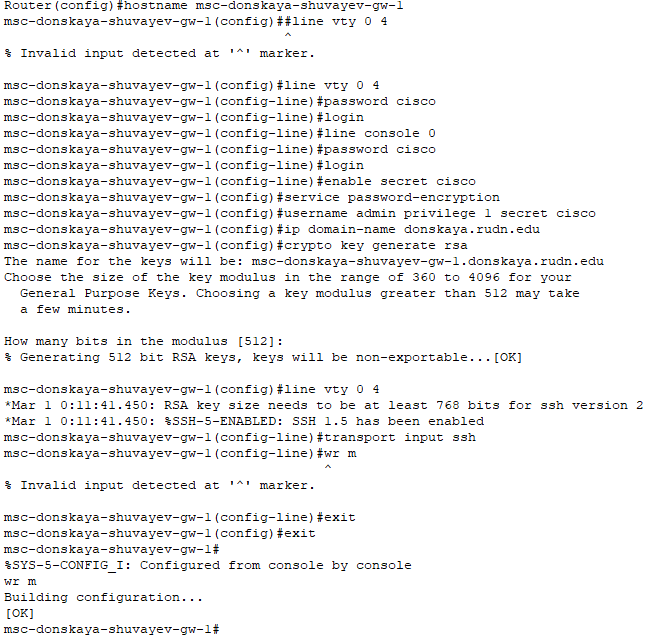 Router(config)#hostname msc-donskaya-shuvayev-gw-1
msc-donskaya-shuvayev-gw-1(config)##line vty 0 4
^
% Invalid input detected at '^' marker.
msc-donskaya-shuvayev-gw-1(config)#line vty 0 4
msc-donskaya-shuvayev-gw-1(config-line)#password cisco
msc-donskaya-shuvayev-gw-1(config-line)#login
msc-donskaya-shuvayev-gw-1(config-line)#line console 0
msc-donskaya-shuvayev-gw-1(config-line)#password cisco
msc-donskaya-shuvayev-gw-1(config-line)#login
msc-donskaya-shuvayev-gw-1(config-line)#enable secret cisco
msc-donskaya-shuvayev-gw-1(config)#service password-encryption
msc-donskaya-shuvayev-gw-1(config)#username admin privilege 1 secret cisco
msc-donskaya-shuvayev-gw-1(config)#ip domain-name donskaya.rudn.edu
msc-donskaya-shuvayev-gw-1(config)#crypto key generate rsa
The name for the keys will be: msc-donskaya-shuvayev-gw-1.donskaya.rudn.edu
Choose the size of the key modulus in the range of 360 to 4096 for your
General Purpose Keys. Choosing a key modulus greater than 512 may take
a few minutes.
How many bits in the modulus [512]:
% Generating 512 bit RSA keys, keys will be non-exportable...[OK]
msc-donskaya-shuvayev-gw-1(config)#line vty 0 4
*Mar 1 0:11:41.450: RSA key size needs to be at least 768 bits for ssh version 2
*Mar 1 0:11:41.450: %SSH-5-ENABLED: SSH 1.5 has been enabled
msc-donskaya-shuvayev-gw-1(config-line)#transport input ssh
msc-donskaya-shuvayev-gw-1(config-line)#wr m
^
% Invalid input detected at '^' marker.
msc-donskaya-shuvayev-gw-1(config-line)#exit
msc-donskaya-shuvayev-gw-1(config)#exit
msc-donskaya-shuvayev-gw-1#
%SYS-5-CONFIG_I: Configured from console by console
wr m
Building configuration...
[OK]
msc-donskaya-shuvayev-gw-1#